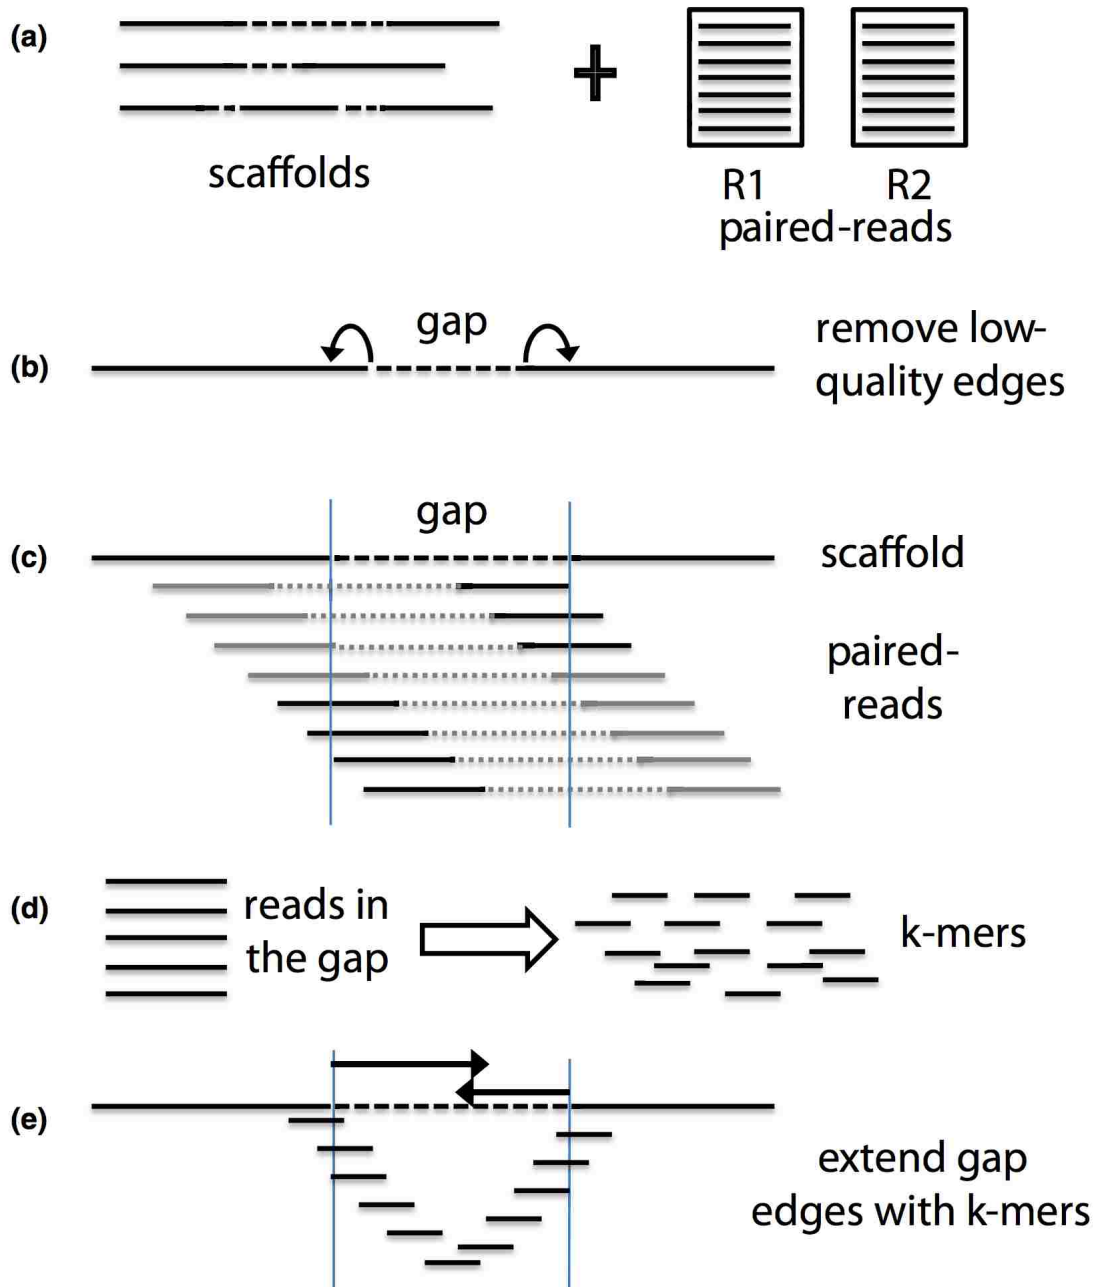 (a)
scaffolds
R1
R2
paired-reads
(b)
gap
remove low-
quality edges
(c)
gap
scaffold
paired-
reads
(d)
reads in
the gap
k-mers
(e)
extend gap
edges with k-mers